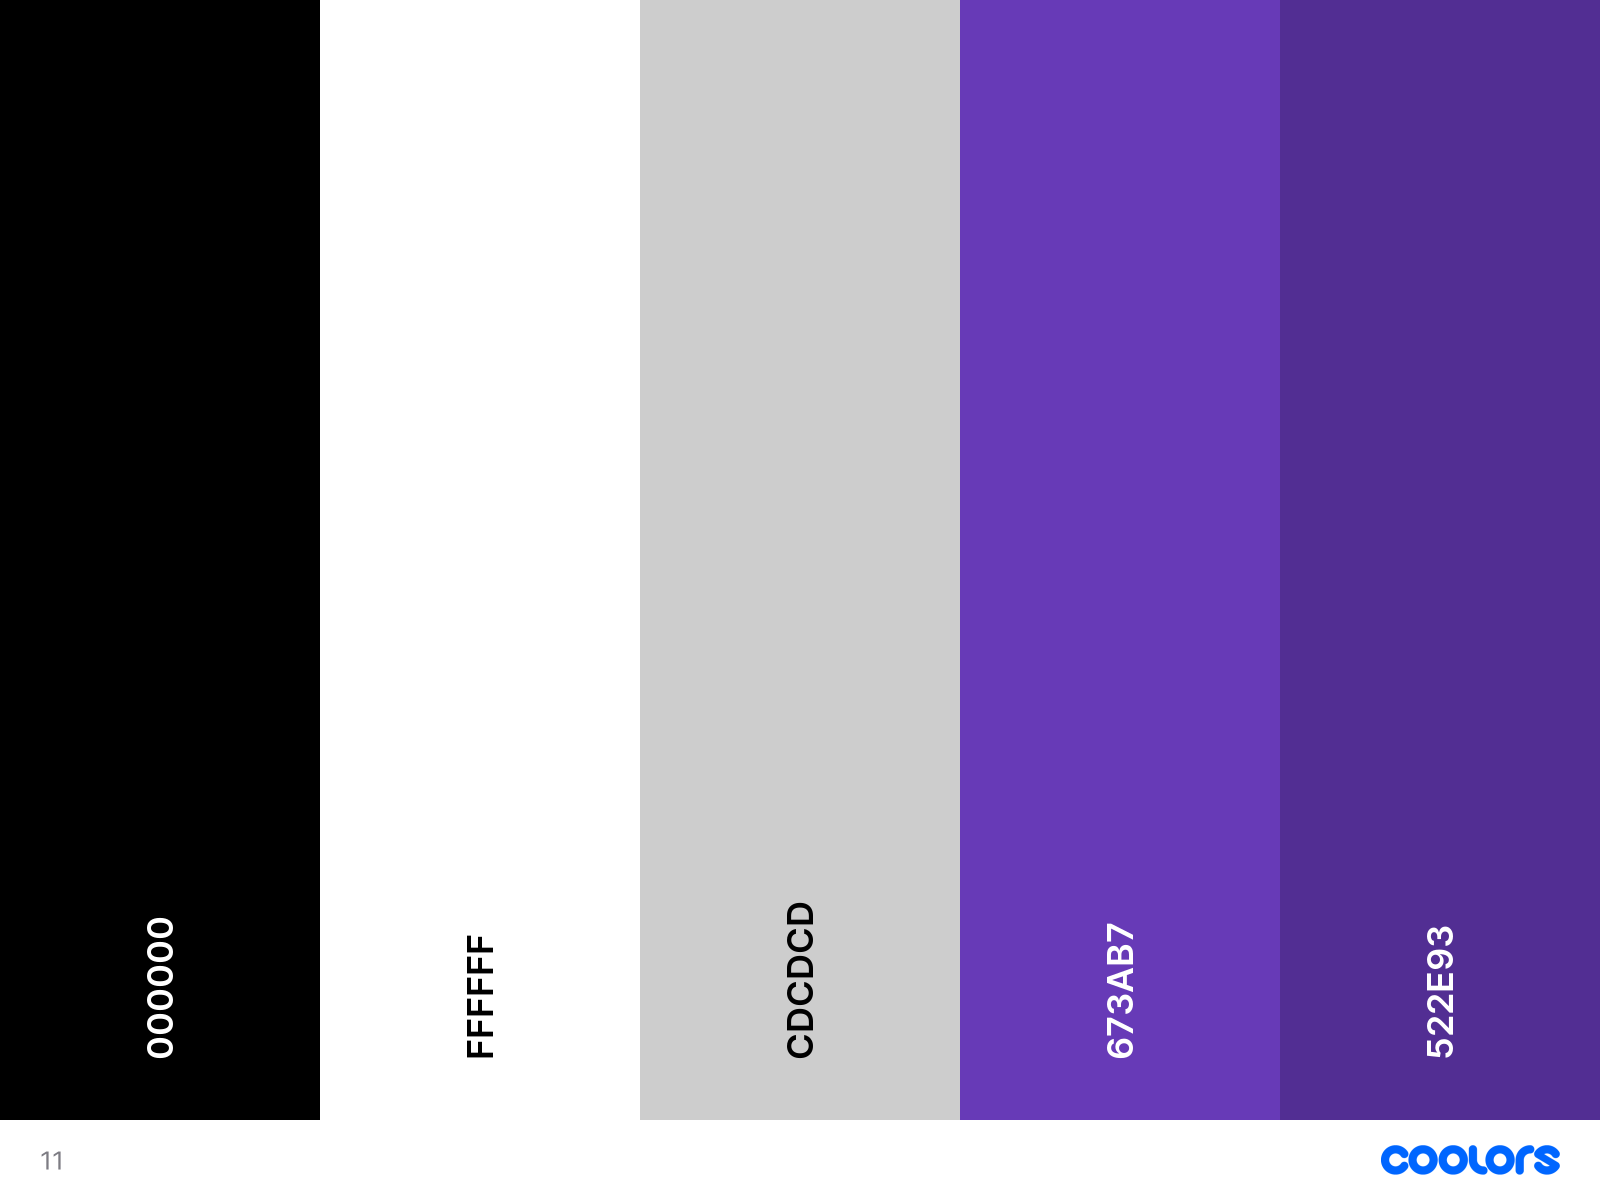 000000
FFFFFF
CDCDCD
673AB7
522E93
11
coolors